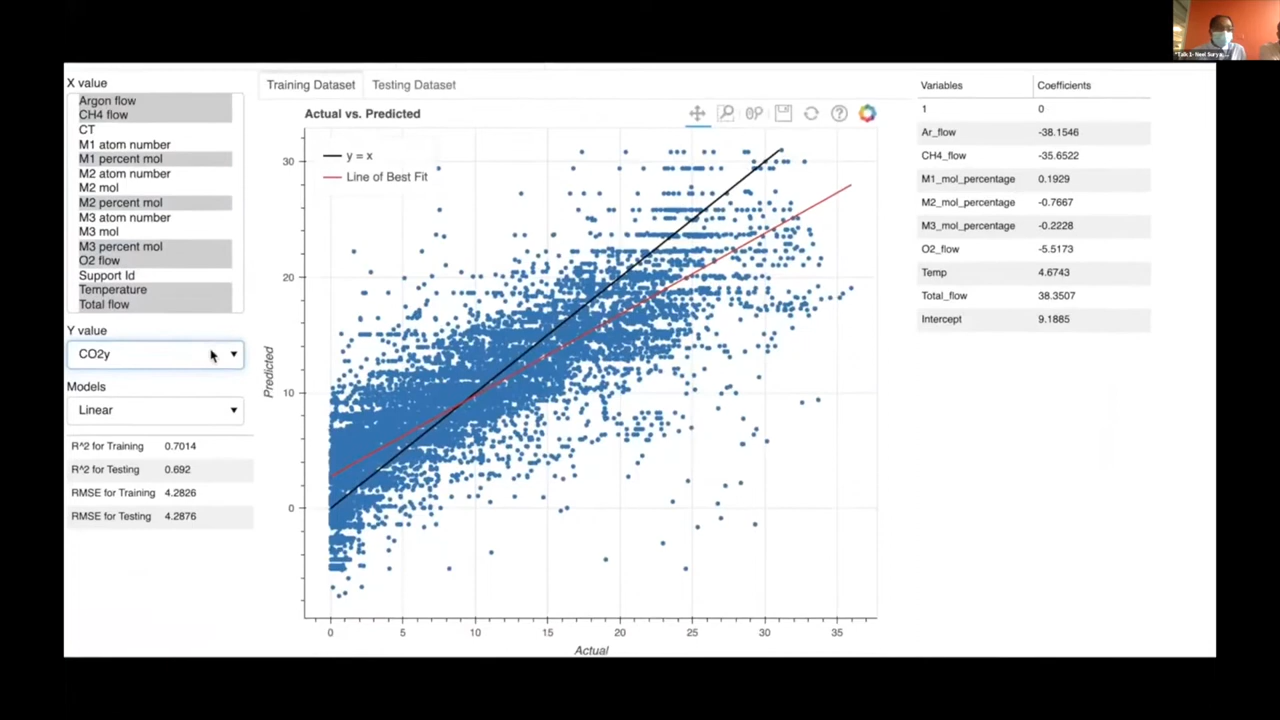 X value
Argon flow
CH4 flow
CT
M1 atom number
M1 percent mol
M2 atom number
M2 mol
M2 percent mol
M3 atom number
M3 mol
M3 percent mol
O2 flow
Support Id
Temperature
Total flow
Y value
CO2y
Models
Linear
R^2 for Training 0.7014
R^2 for Testing 0.692
RMSE for Training 4.2826
RMSE for Testing 4.2876
Training Dataset Testing Dataset
Actual vs. Predicted
y = x
Line of Best Fit
30
20
10
0
Predicted
0 5 10 15 20 25 30 35
Actual
Variables Coefficients
1 0
Ar_flow -38.1546
CH4_flow -35.6522
M1_mol_percentage 0.1929
M2_mol_percentage -0.7667
M3_mol_percentage -0.2228
O2_flow -5.5173
Temp 4.6743
Total_flow 38.3507
Intercept 9.1885